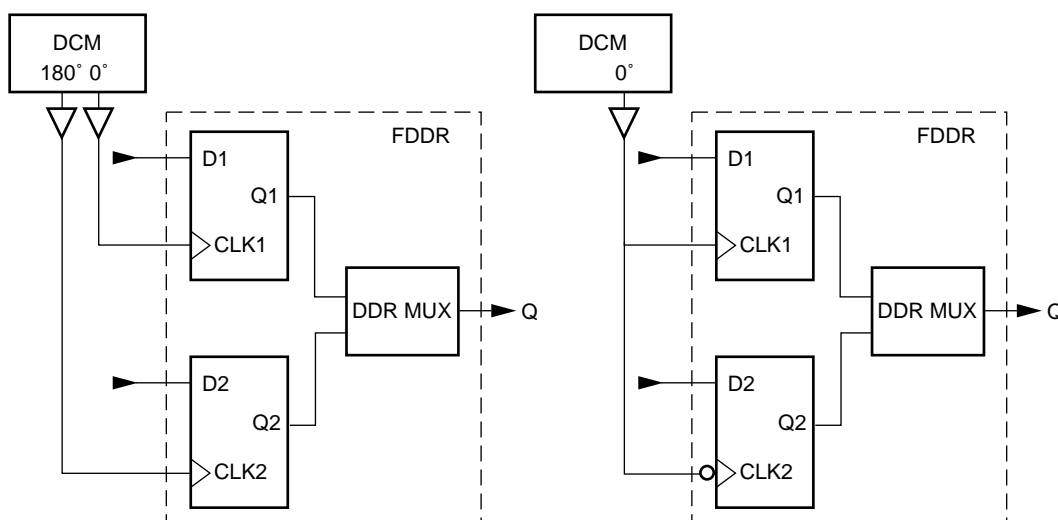 DCM
180˚ 0˚
FDDR
D1
Q1
CLK1
DDR MUX
Q
D2
Q2
CLK2
DCM
0˚
FDDR
D1
Q1
CLK1
DDR MUX
Q
D2
Q2
CLK2